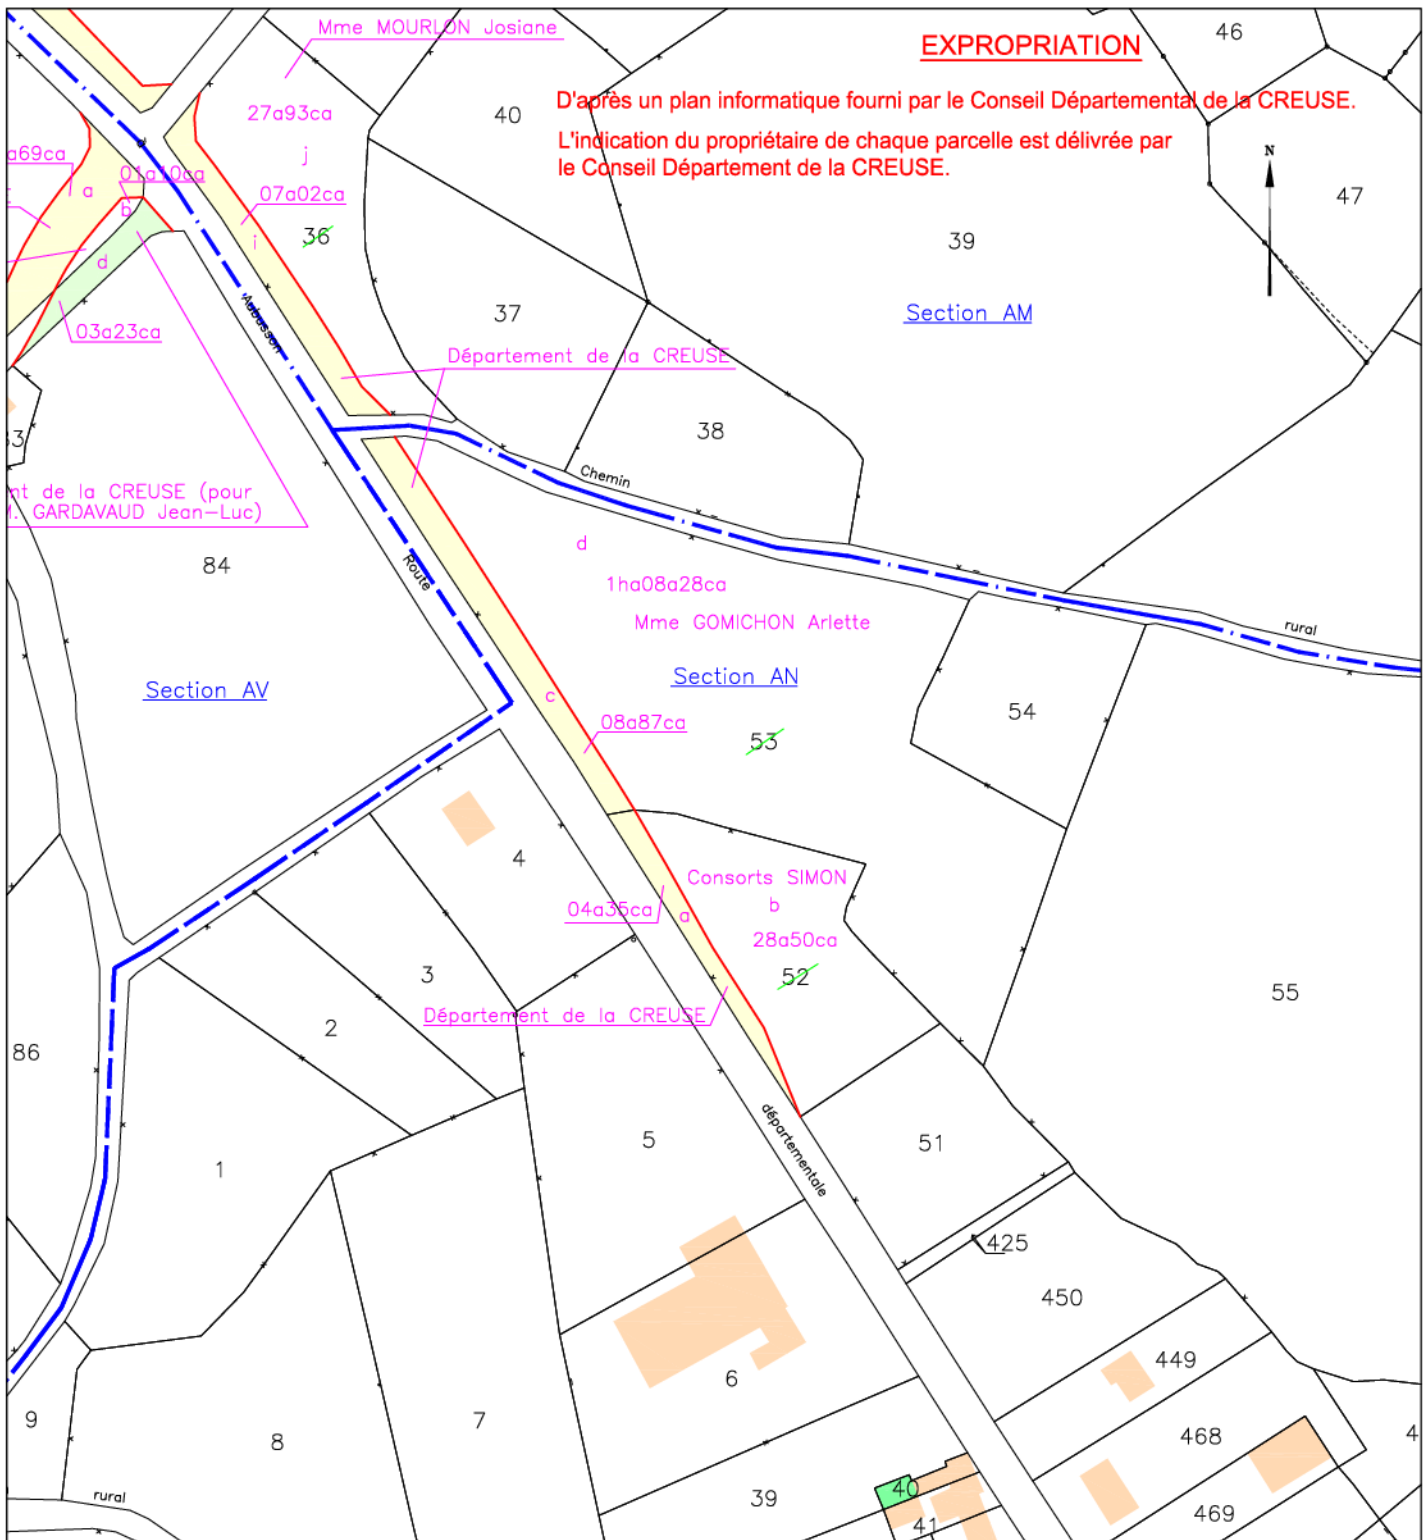 Mme MOURLON Josiane
EXPROPRIATION
46
D'après un plan informatique fourni par le Conseil Départemental de la CREUSE.
27a93ca
40
L'indication du propriétaire de chaque parcelle est délivrée par
le Conseil Département de la CREUSE.
N
a69ca
j
01a10ca
a
07a02ca
47
b
36
i
39
d
37
Section AM
03a23ca
Aubusson
Département de la CREUSE
38
Chemin
nt de la CREUSE (pour
M. GARDAVAUD Jean-Luc)
84
Route
d
1ha08a28ca
Mme GOMICHON Arlette
rural
Section AV
Section AN
c
08a87ca
53
54
4
Consorts SIMON
b
04a35ca
a
28a50ca
52
3
55
2
Département de la CREUSE
86
1
5
départementale
51
425
450
449
6
9
8
7
468
4
rural
39
40
469
41